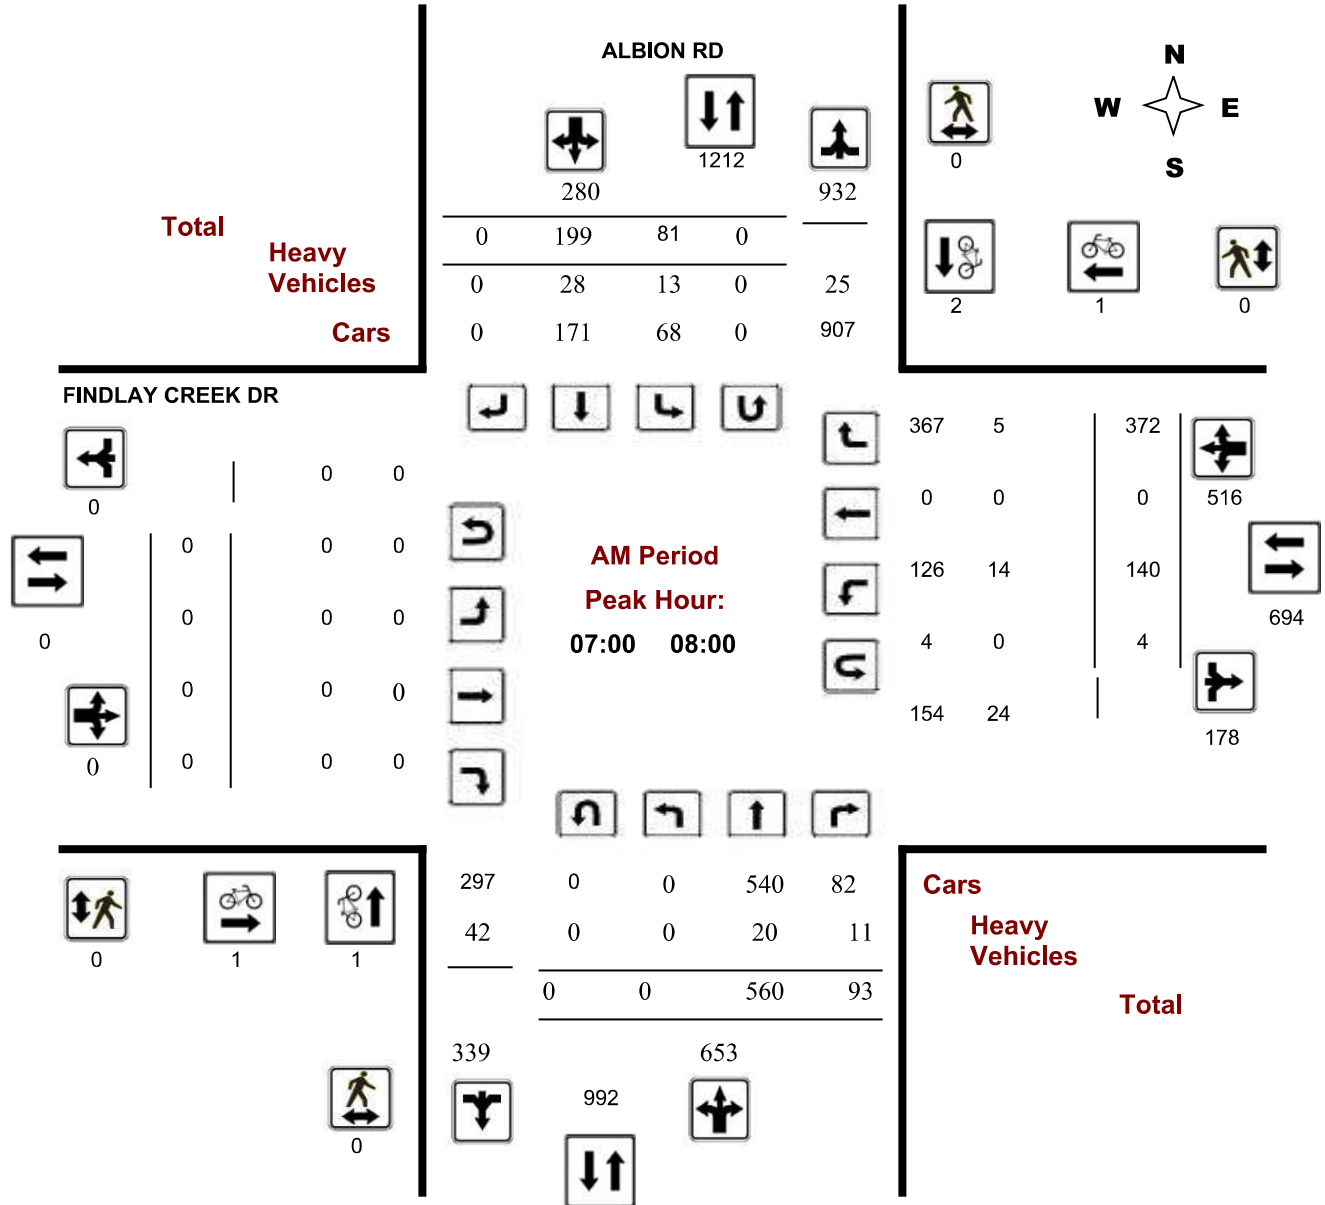 ALBION RD
N
W E
S
1212
0
280
932
Total
0 199 81 0
Heavy
Vehicles
0 28 13 0 25
2 1 0
Cars
0 171 68 0 907
FINDLAY CREEK DR
367 5 372
0 0
0
516
0 0 0
0 0 0
AM Period
126 14 140
Peak Hour:
0 0 0
694
0
07:00 08:00
4 0 4
0 0 0
154 24
178
0 0 0
0
297 0 0 540 82
Cars
42 0 0 20 11
Heavy
Vehicles
0 1 1
0 0 560 93
Total
339 653
992
0